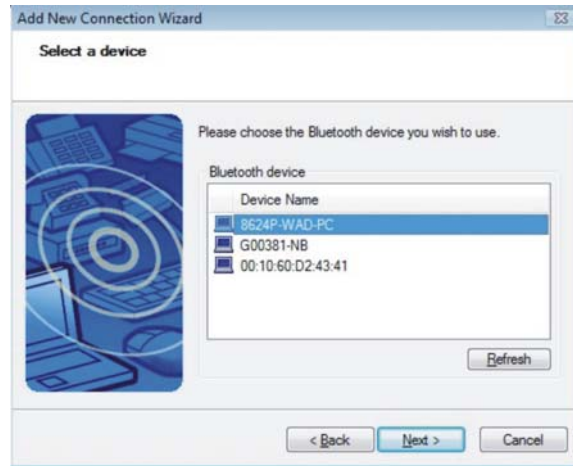 Add New Connection Wizard
Select a device
Please choose the Bluetooth device you wish to use.
Bluetooth device
Device Name
8624P-WAD-PC
G00381-NB
00:10:60:D2:43:41
Refresh
< Back Next > Cancel